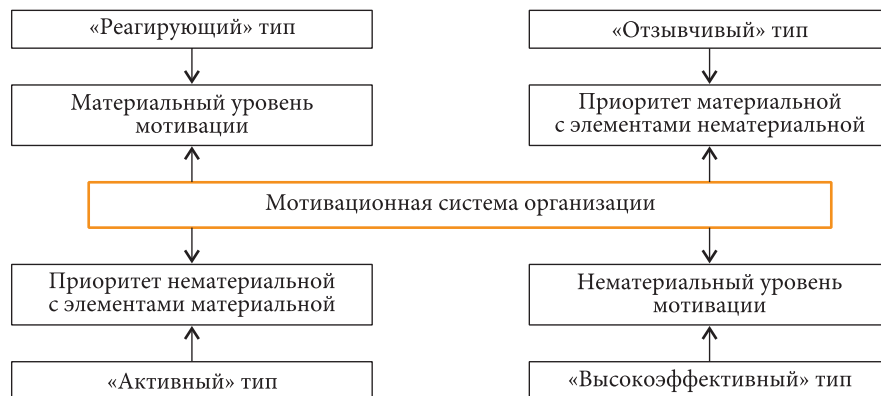 «Реагирующий» тип
«Отзывчивый» тип
Материальный уровень
мотивации
Приоритет материальной
с элементами нематериальной
Мотивационная система организации
Приоритет нематериальной
с элементами материальной
Нематериальный уровень
мотивации
«Активный» тип
«Высокоэффективный» тип